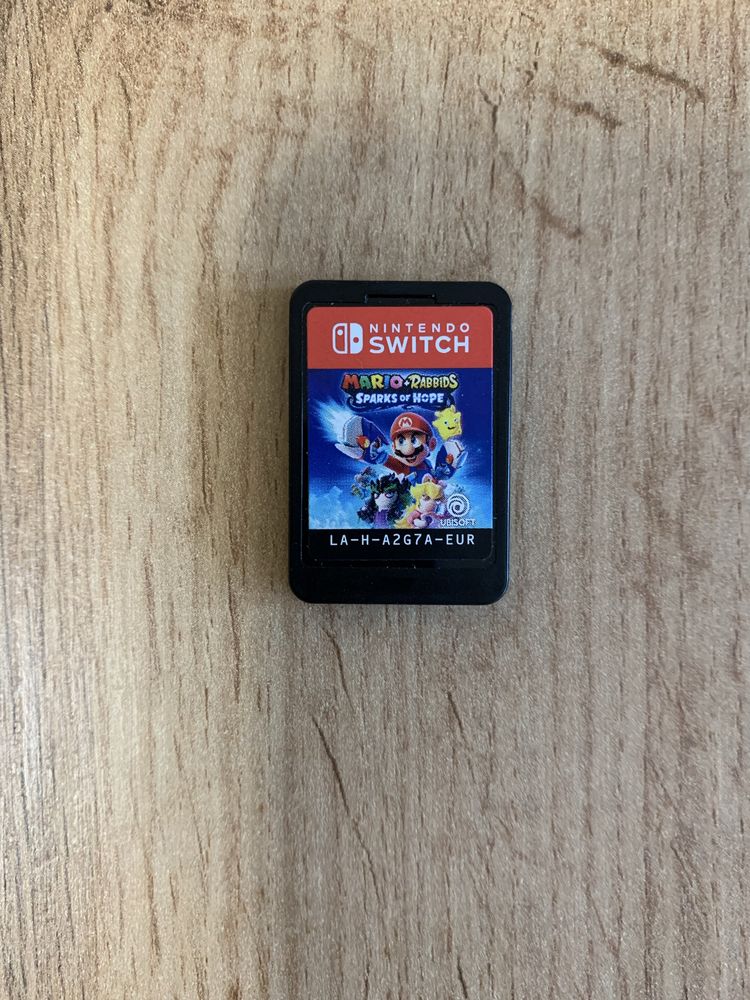 NINTENDO
SWITCH
MARIO+RABBIDS
SPARKS OF HOPE
UBISOFT
LA-H-A2G7A-EUR